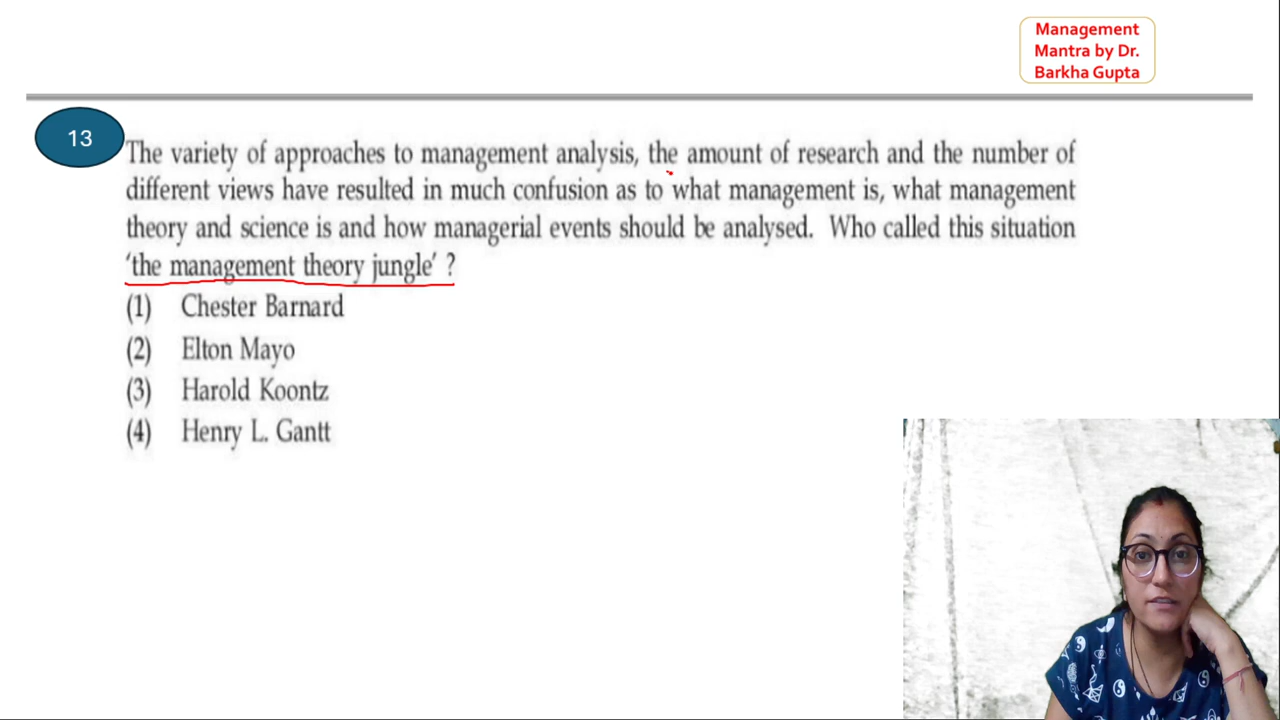 Management
Mantra by Dr.
Barkha Gupta
13
The variety of approaches to management analysis, the amount of research and the number of
different views have resulted in much confusion as to what management is, what management
theory and science is and how managerial events should be analysed. Who called this situation
'the management theory jungle' ?
(1) Chester Barnard
(2) Elton Mayo
(3) Harold Koontz
(4) Henry L. Gantt